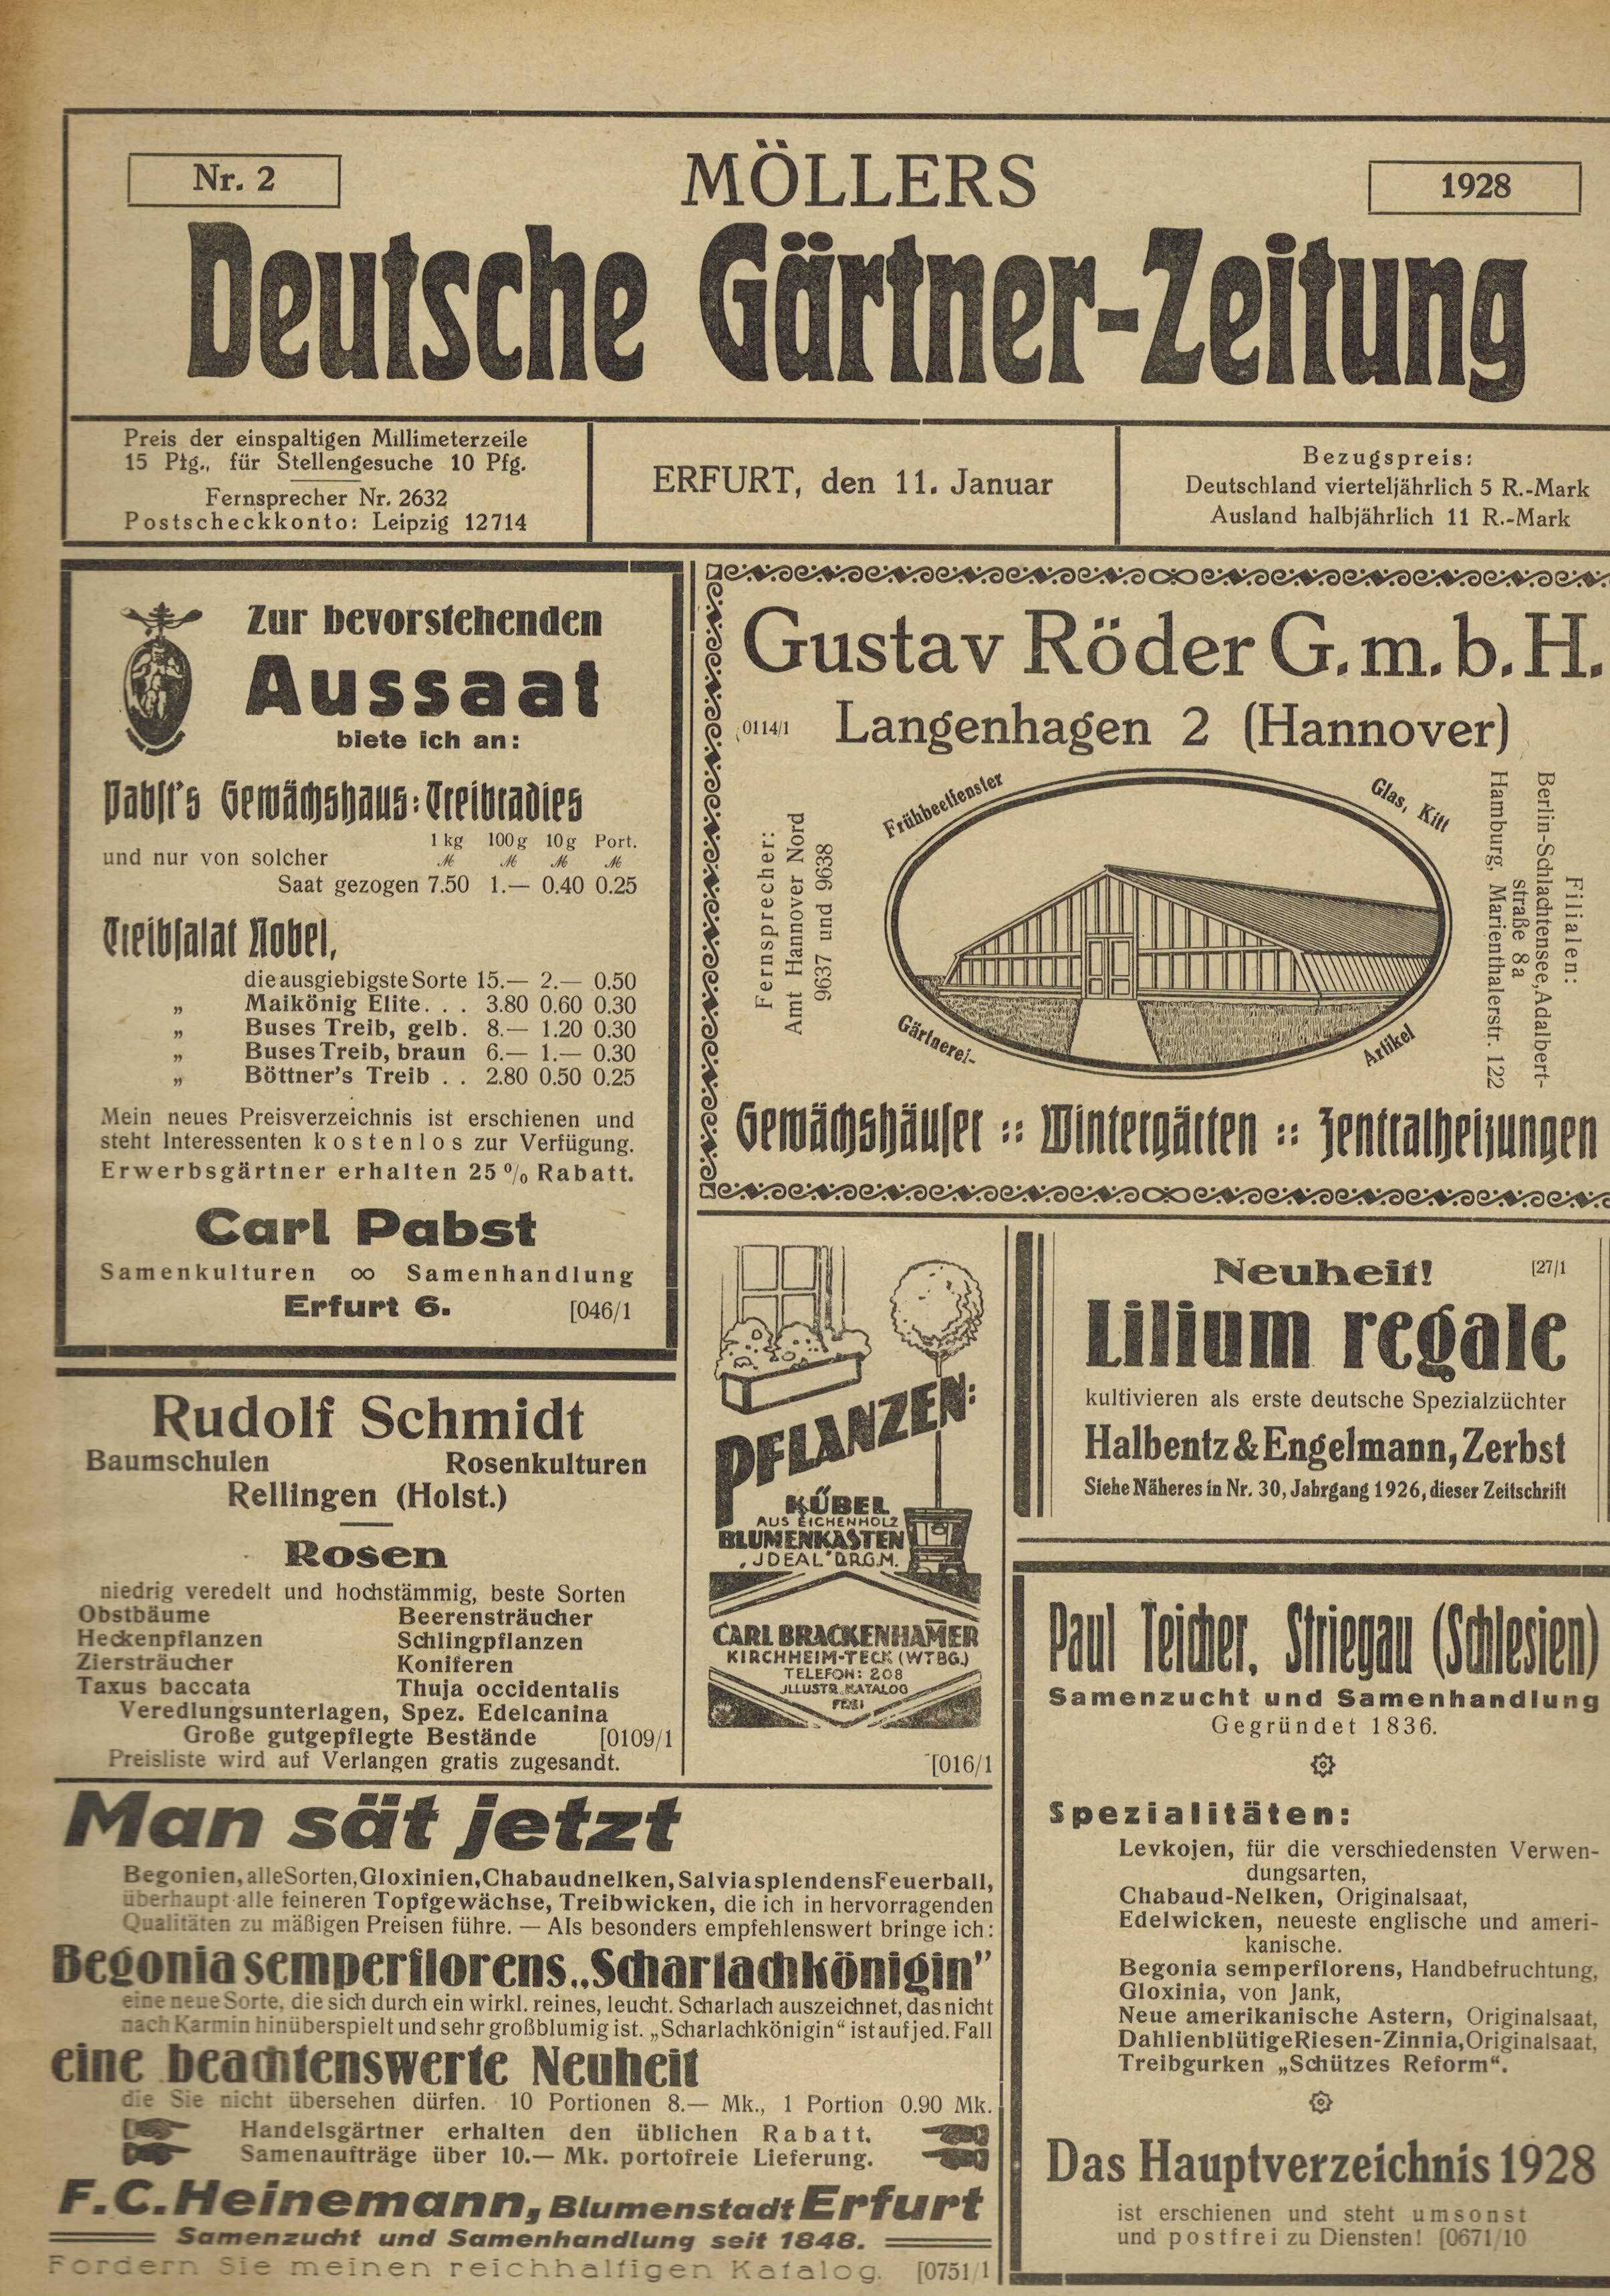 Nr. 2
MÖLLERS
1928
Deutsche Gärtner-Zeitung
Preis der einspaltigen Millimeterzeile
15 Pfg., für Stellengesuche 10 Pfg.
Fernsprecher Nr. 2632
Postscheckkonto: Leipzig 12714
ERFURT, den 11. Januar
Bezugspreis:
Deutschland vierteljährlich 5 R.-Mark
Ausland halbjährlich 11 R.-Mark
Zur bevorstehenden
Aussaat
biete ich an:
Pabst's Gewächshaus-Treibradies
1 kg 100 g 10 g Port.
und nur von solcher ℳ ℳ ℳ ℳ
Saat gezogen 7.50 1.— 0.40 0.25
Treibsalat Nobel,
die ausgiebigste Sorte 15.— 2.— 0.50
„ Maikönig Elite. . . 3.80 0.60 0.30
„ Buses Treib, gelb. 8.— 1.20 0.30
„ Buses Treib, braun 6.— 1.— 0.30
„ Böttner's Treib . . 2.80 0.50 0.25
Mein neues Preisverzeichnis ist erschienen und
steht Interessenten kostenlos zur Verfügung.
Erwerbsgärtner erhalten 25 % Rabatt.
Carl Pabst
Samenkulturen ∞ Samenhandlung
Erfurt 6. [046/1
Gustav Röder G.m.b.H.
[0114/1 Langenhagen 2 (Hannover)
Fernsprecher:
Amt Hannover Nord
9637 und 9638
Frühbeetfenster
Glas, Kitt
Gärtnerei-
Artikel
Filialen:
Berlin-Schlachtensee, Adalbert-
straße 8a
Hamburg, Marienthalerstr. 122
Gewächshäuser :: Wintergärten :: Zentralheizungen
Rudolf Schmidt
Baumschulen Rosenkulturen
Rellingen (Holst.)
Rosen
niedrig veredelt und hochstämmig, beste Sorten
Obstbäume Beerensträucher
Heckenpflanzen Schlingpflanzen
Ziersträucher Koniferen
Taxus baccata Thuja occidentalis
Veredlungsunterlagen, Spez. Edelcanina
Große gutgepflegte Bestände [0109/1
Preisliste wird auf Verlangen gratis zugesandt.
PFLANZEN:
KÜBEL
AUS EICHENHOLZ
BLUMENKASTEN
„JDEAL" D.R.G.M.
CARL BRACKENHAMER
KIRCHHEIM-TECK (WTBG.)
TELEFON: 208
JLLUSTR. KATALOG
FREI
[016/1
Neuheit! [27/1
Lilium regale
kultivieren als erste deutsche Spezialzüchter
Halbentz & Engelmann, Zerbst
Siehe Näheres in Nr. 30, Jahrgang 1926, dieser Zeitschrift
Man sät jetzt
Begonien, alle Sorten, Gloxinien, Chabaudnelken, Salvia splendens Feuerball,
überhaupt alle feineren Topfgewächse, Treibwicken, die ich in hervorragenden
Qualitäten zu mäßigen Preisen führe. — Als besonders empfehlenswert bringe ich:
Begonia semperflorens „Scharlachkönigin"
eine neue Sorte, die sich durch ein wirkl. reines, leucht. Scharlach auszeichnet, das nicht
nach Karmin hinüberspielt und sehr großblumig ist. „Scharlachkönigin“ ist auf jed. Fall
eine beachtenswerte Neuheit
die Sie nicht übersehen dürfen. 10 Portionen 8.— Mk., 1 Portion 0.90 Mk.
Handelsgärtner erhalten den üblichen Rabatt.
Samenaufträge über 10.— Mk. portofreie Lieferung.
F. C. Heinemann, Blumenstadt Erfurt
Samenzucht und Samenhandlung seit 1848.
Fordern Sie meinen reichhaltigen Katalog. [0751/1
Paul Teicher, Striegau (Schlesien)
Samenzucht und Samenhandlung
Gegründet 1836.
Spezialitäten:
Levkojen, für die verschiedensten Verwen-
dungsarten,
Chabaud-Nelken, Originalsaat,
Edelwicken, neueste englische und ameri-
kanische.
Begonia semperflorens, Handbefruchtung,
Gloxinia, von Jank,
Neue amerikanische Astern, Originalsaat,
Dahlienblütige Riesen-Zinnia, Originalsaat,
Treibgurken „Schützes Reform“.
Das Hauptverzeichnis 1928
ist erschienen und steht umsonst
und postfrei zu Diensten! [0671/10